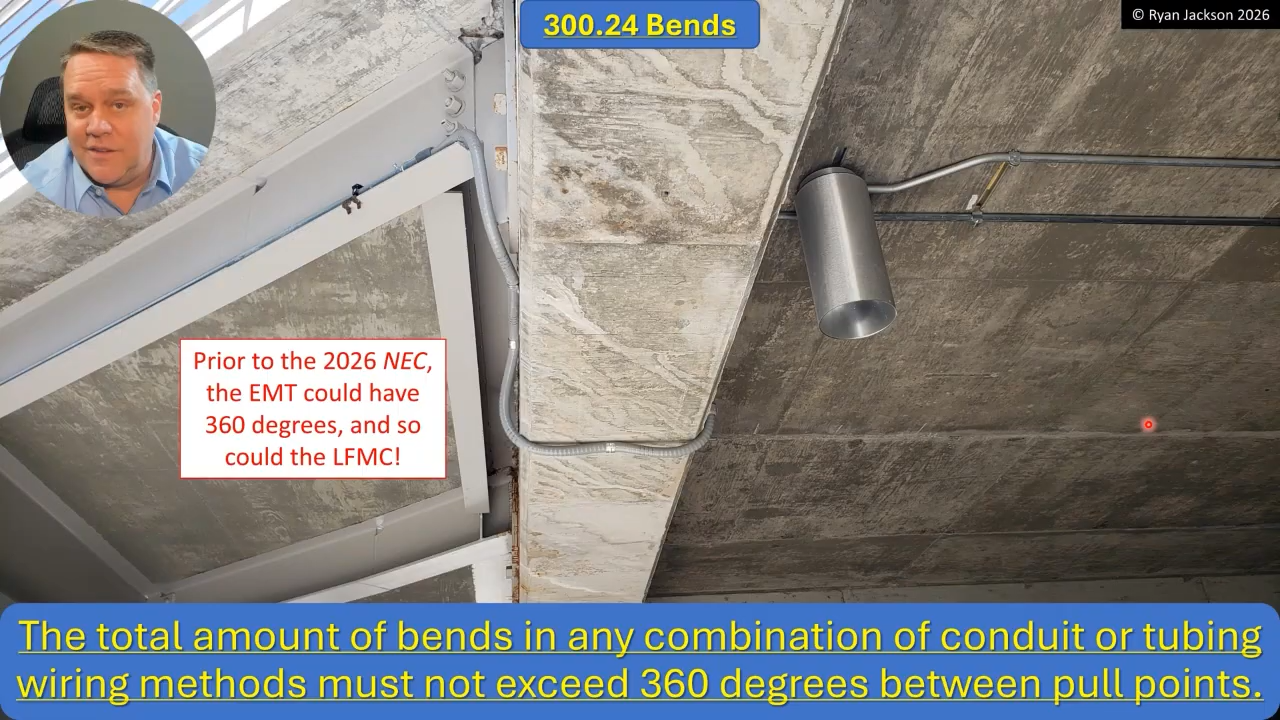 300.24 Bends
© Ryan Jackson 2026
Prior to the 2026 NEC,
the EMT could have
360 degrees, and so
could the LFMC!
The total amount of bends in any combination of conduit or tubing
wiring methods must not exceed 360 degrees between pull points.